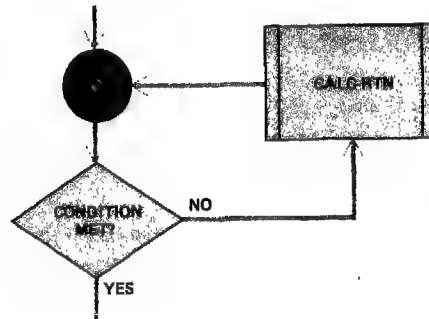 CALC-RTN
CONDITION
MET?
NO
YES